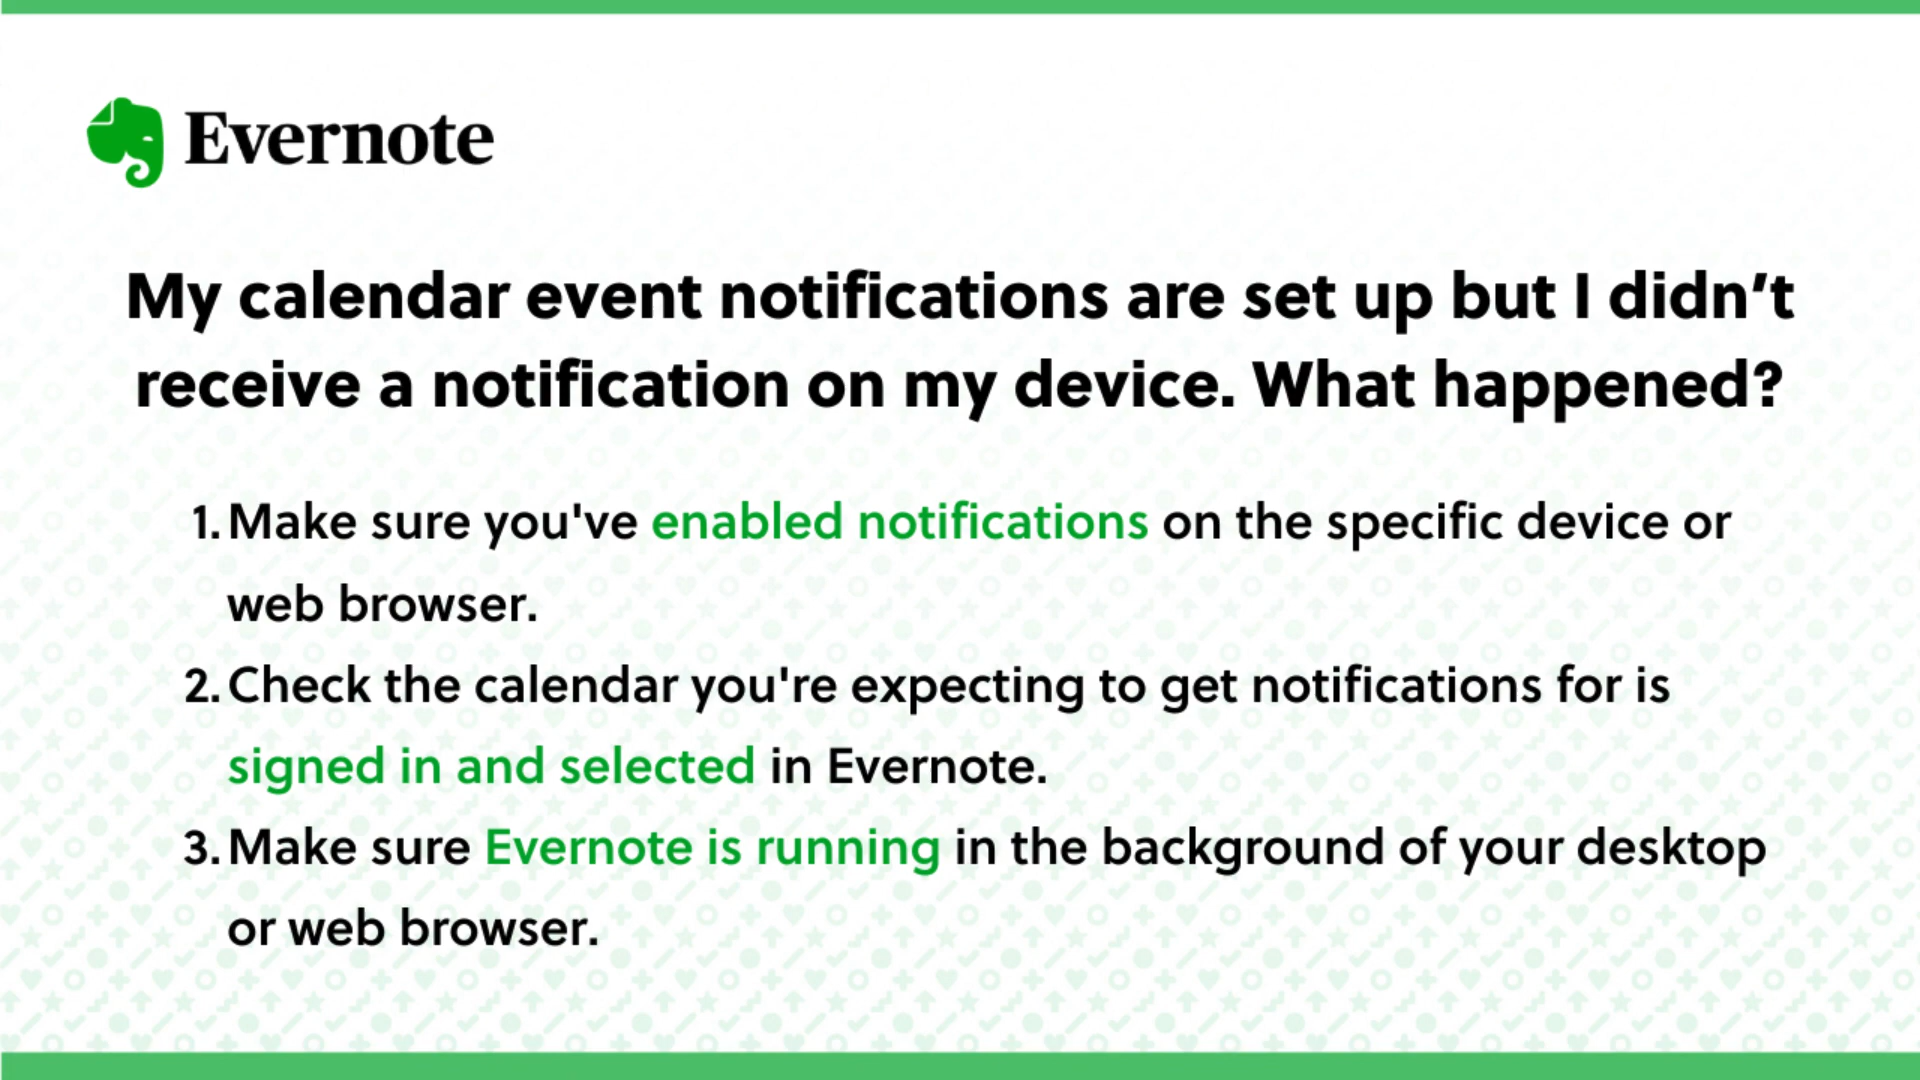 Evernote
My calendar event notifications are set up but I didn’t
receive a notification on my device. What happened?
1. Make sure you've enabled notifications on the specific device or
web browser.
2. Check the calendar you're expecting to get notifications for is
signed in and selected in Evernote.
3. Make sure Evernote is running in the background of your desktop
or web browser.